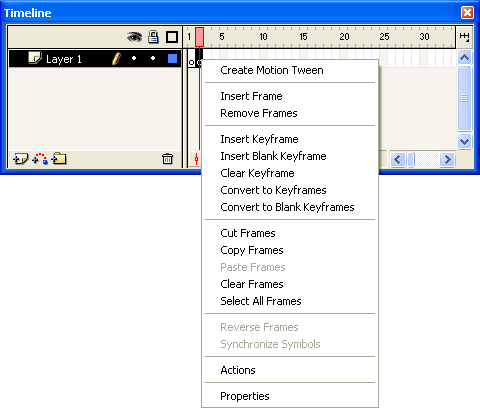 Timeline
1 5 10 15 20 25 30
Layer 1
Create Motion Tween
Insert Frame
Remove Frames
Insert Keyframe
Insert Blank Keyframe
Clear Keyframe
Convert to Keyframes
Convert to Blank Keyframes
Cut Frames
Copy Frames
Paste Frames
Clear Frames
Select All Frames
Reverse Frames
Synchronize Symbols
Actions
Properties